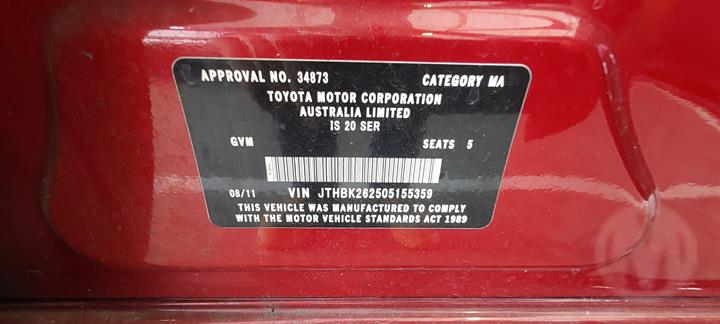 APPROVAL NO. 34873 CATEGORY MA
TOYOTA MOTOR CORPORATION
AUSTRALIA LIMITED
IS 20 SER
GVM SEATS 5
08/11 VIN JTHBK262505155359
THIS VEHICLE WAS MANUFACTURED TO COMPLY
WITH THE MOTOR VEHICLE STANDARDS ACT 1989
M